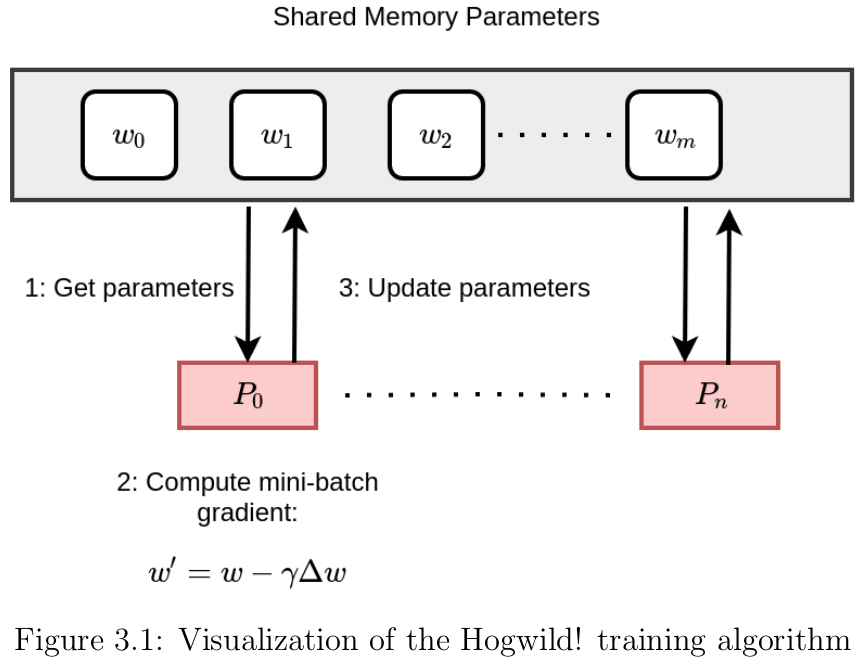 Shared Memory Parameters
w₀ w₁ w₂ ...... wₘ
1: Get parameters 3: Update parameters
P₀ ............. Pₙ
2: Compute mini-batch
gradient:
w′ = w − γΔw
Figure 3.1: Visualization of the Hogwild! training algorithm